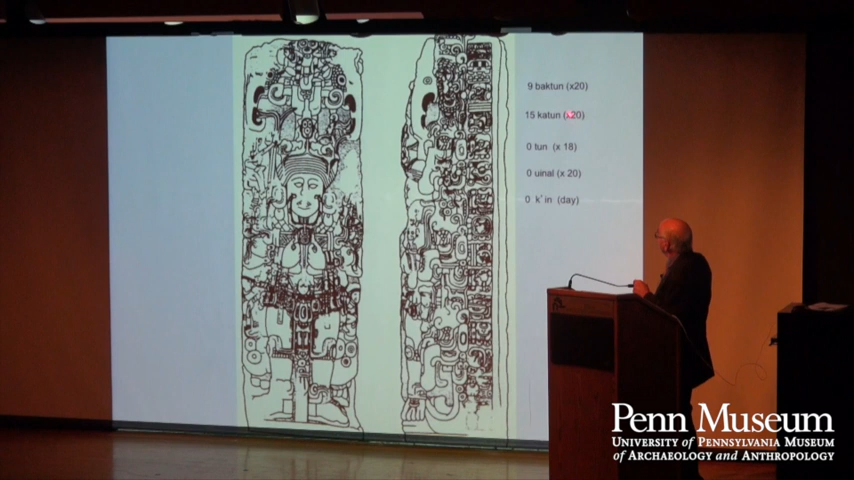 9 baktun (x20)
15 katun (x20)
0 tun (x 18)
0 uinal (x 20)
0 k'in (day)
Penn Museum
University of Pennsylvania Museum
of Archaeology and Anthropology